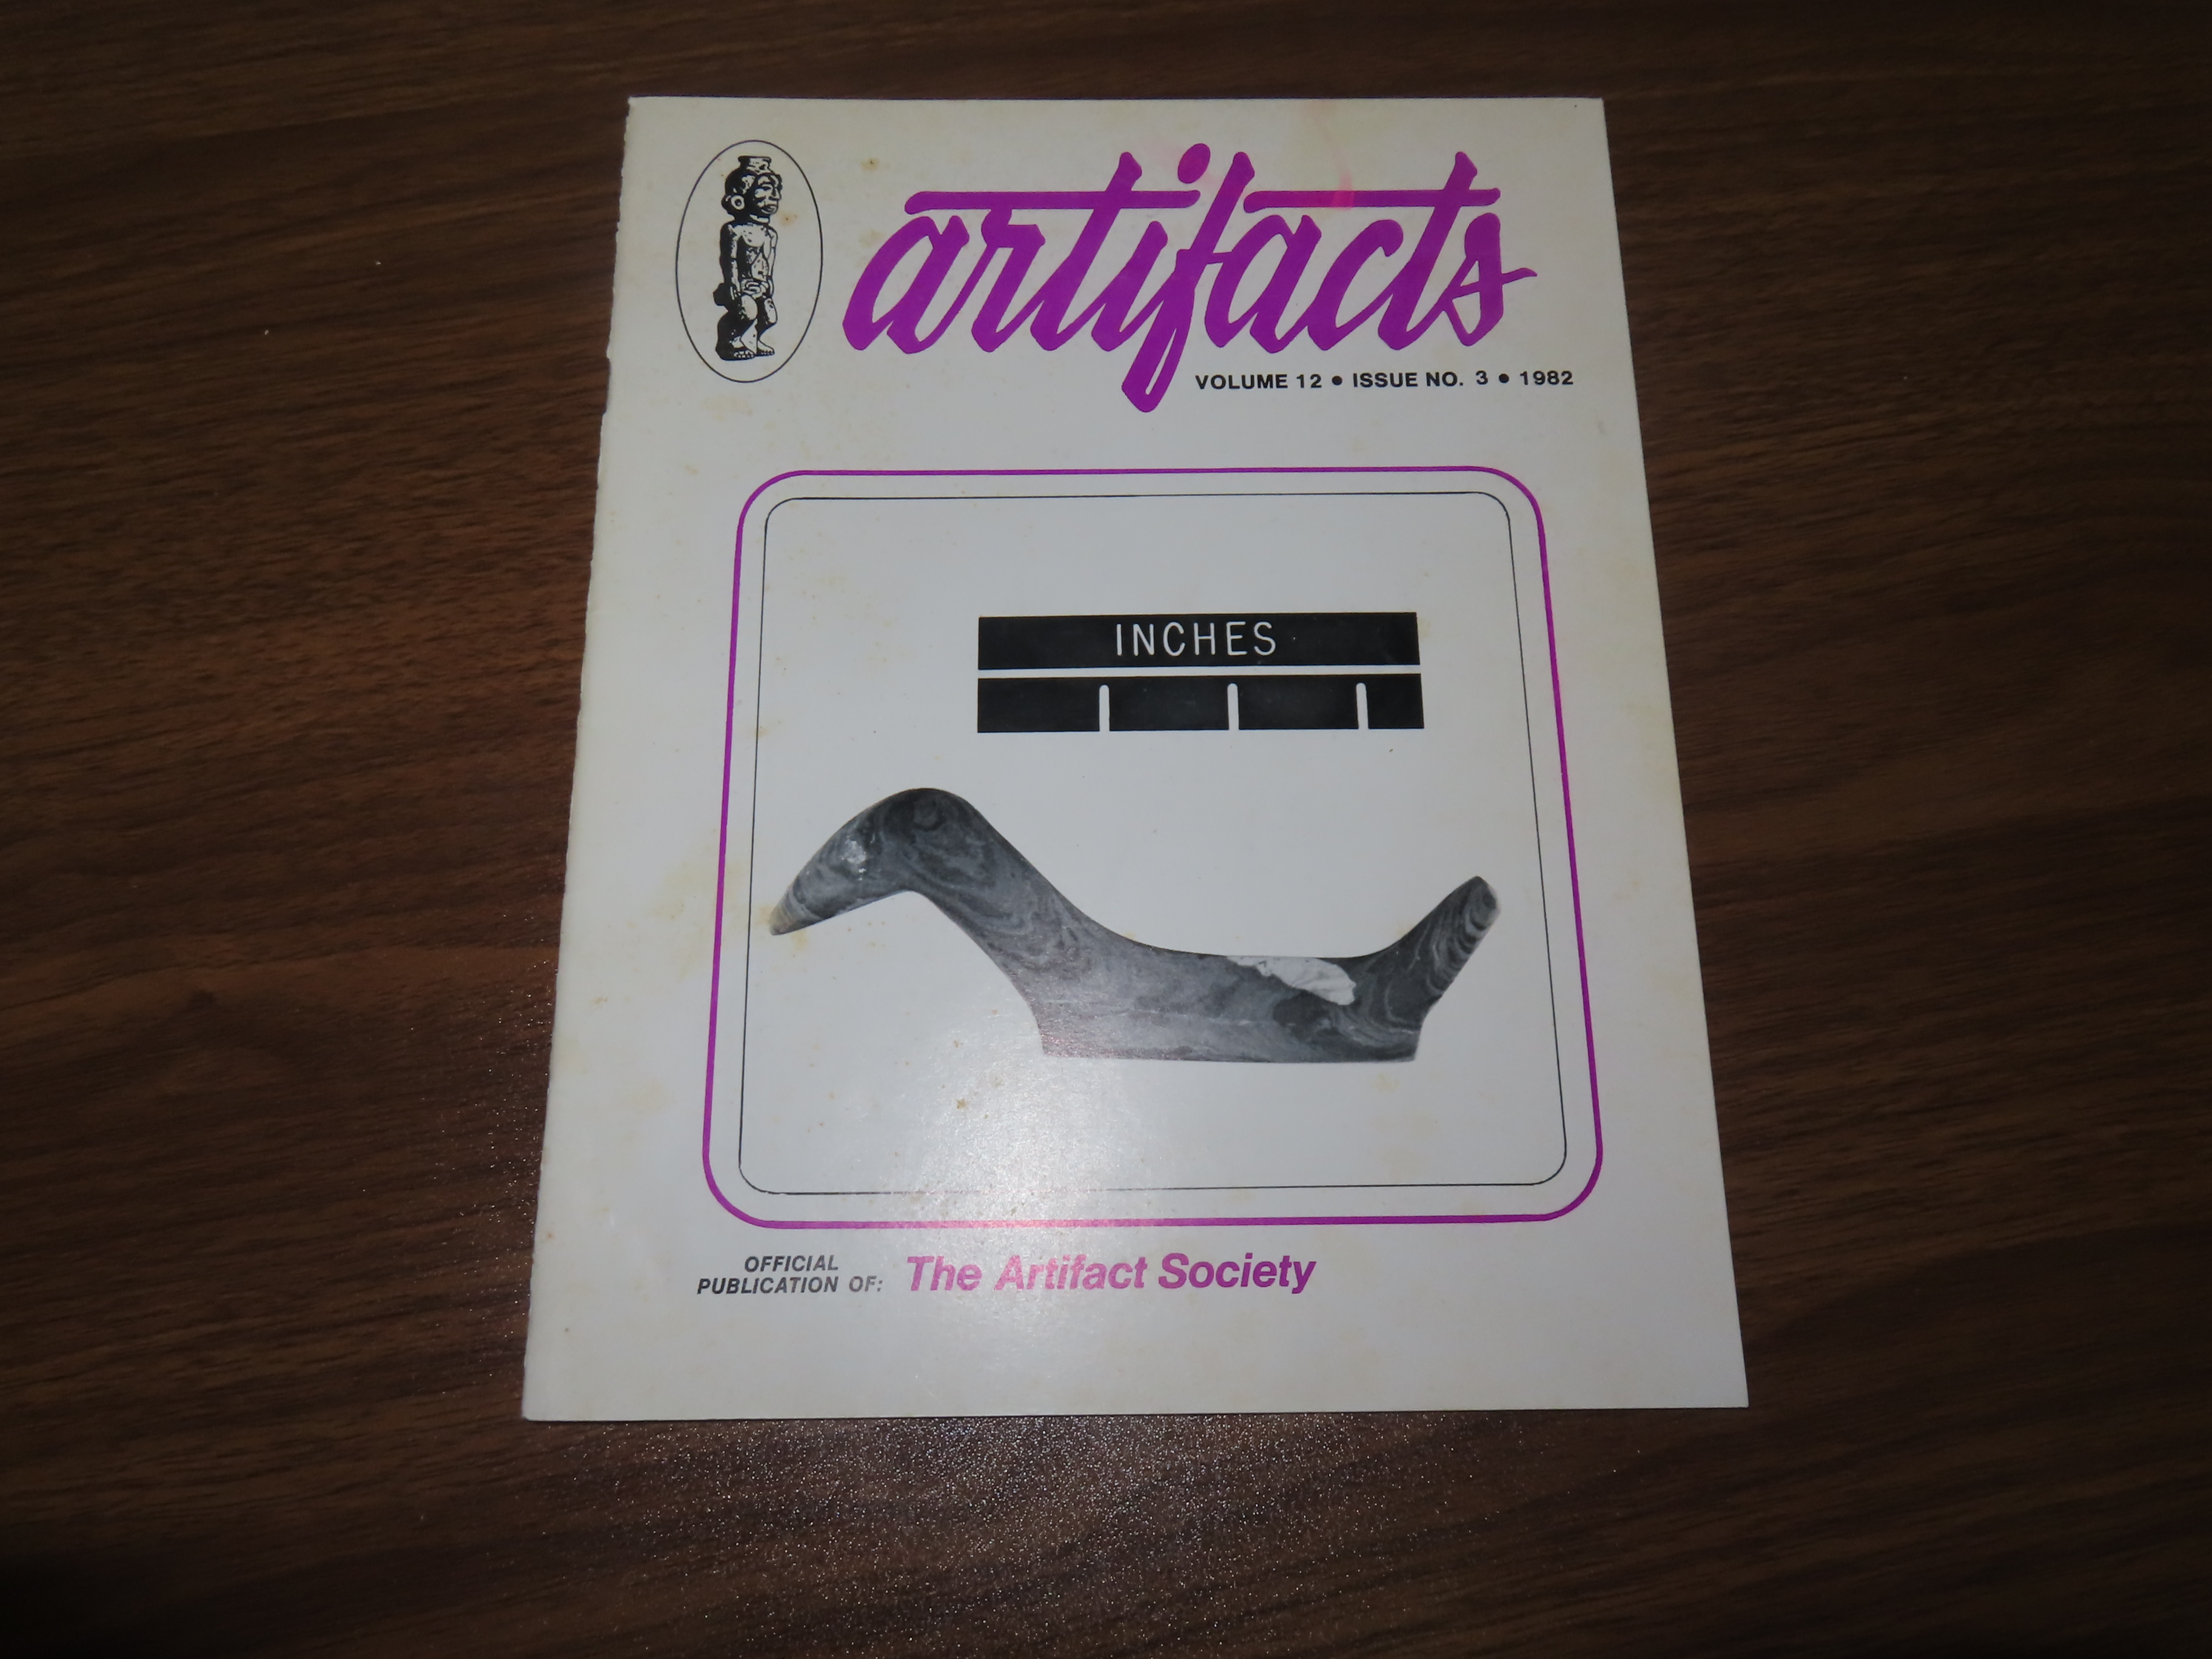 artifacts
VOLUME 12 • ISSUE NO. 3 • 1982
INCHES
OFFICIAL
PUBLICATION OF: The Artifact Society